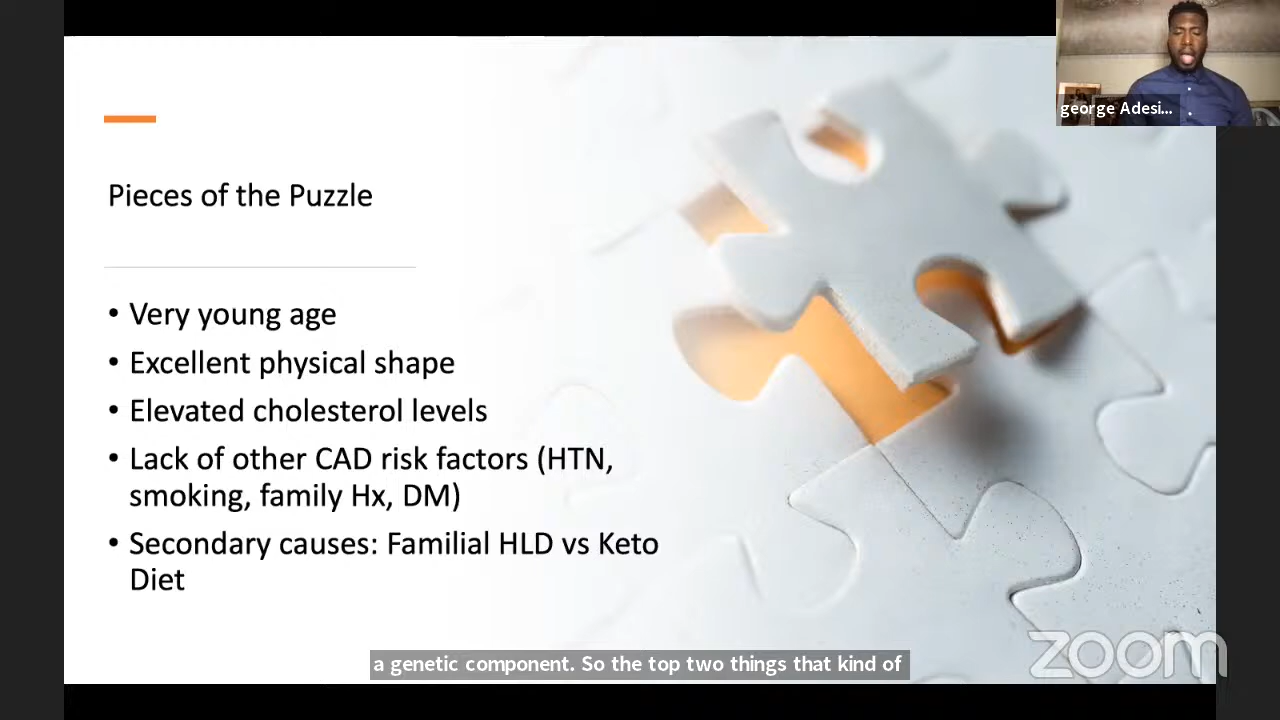 george Adesi...
Pieces of the Puzzle
• Very young age
• Excellent physical shape
• Elevated cholesterol levels
• Lack of other CAD risk factors (HTN,
smoking, family Hx, DM)
• Secondary causes: Familial HLD vs Keto
Diet
a genetic component. So the top two things that kind of
zoom